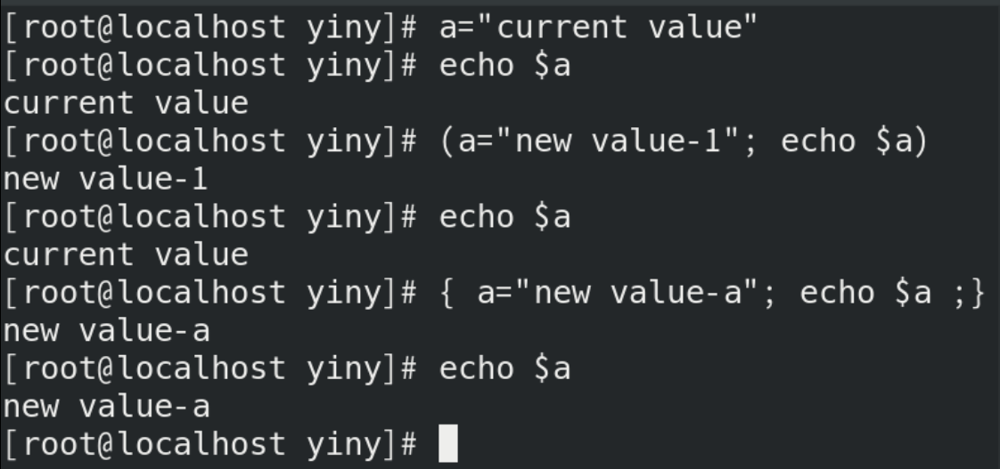 [root@localhost yiny]# a="current value"
[root@localhost yiny]# echo $a
current value
[root@localhost yiny]# (a="new value-1"; echo $a)
new value-1
[root@localhost yiny]# echo $a
current value
[root@localhost yiny]# { a="new value-a"; echo $a ;}
new value-a
[root@localhost yiny]# echo $a
new value-a
[root@localhost yiny]#